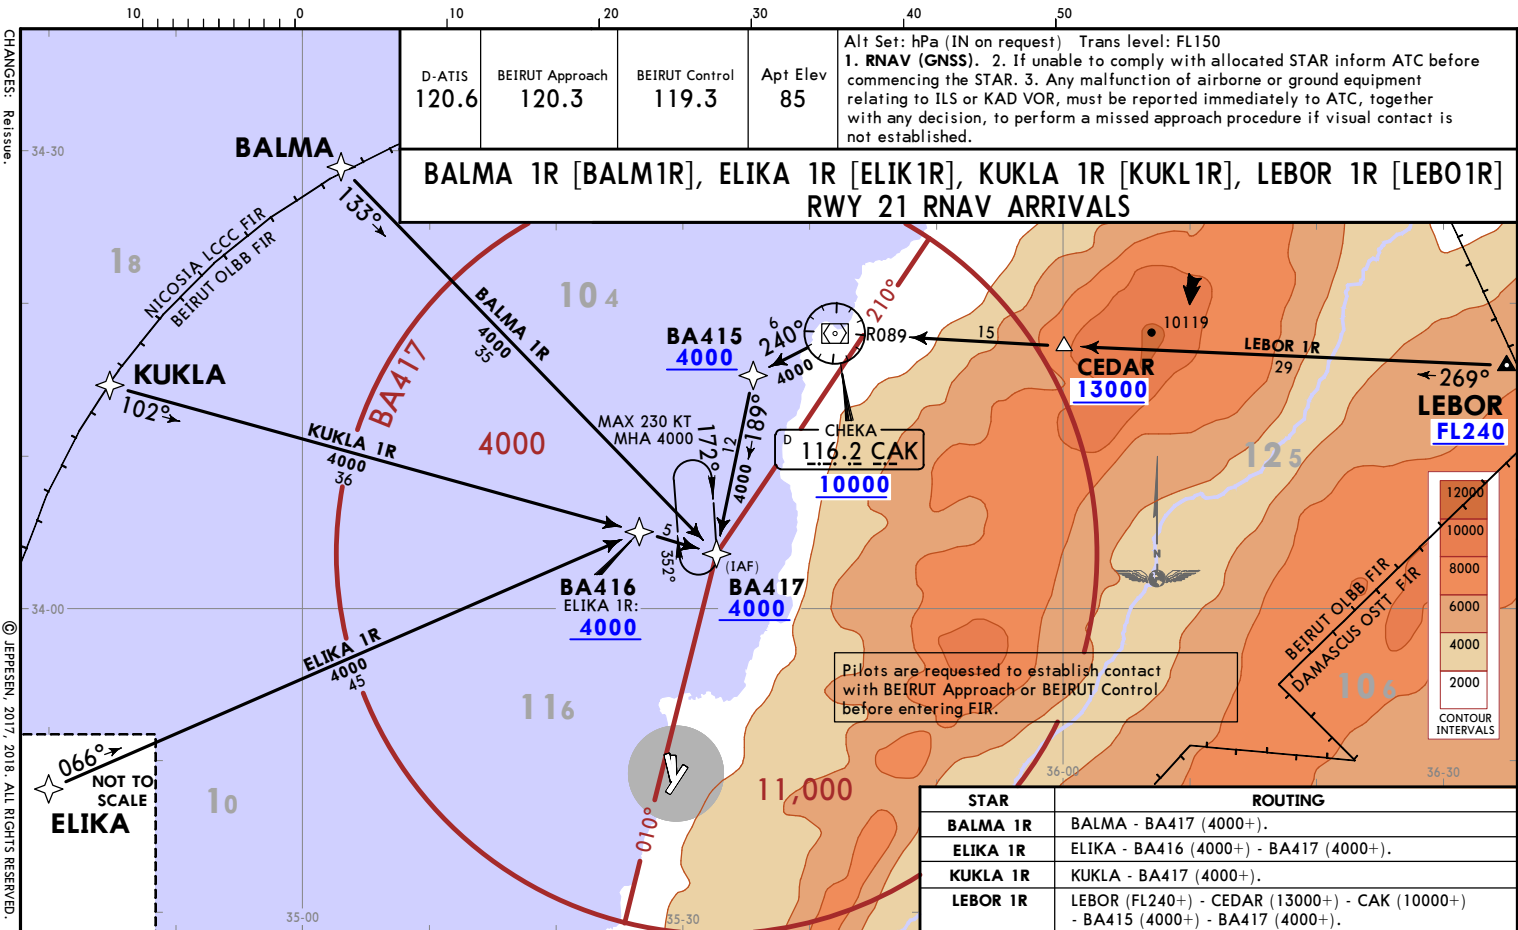 10 0 10 20 30 40 50
CHANGES: Reissue.
© JEPPESEN, 2017, 2018. ALL RIGHTS RESERVED.
D-ATIS
120.6
BEIRUT Approach
120.3
BEIRUT Control
119.3
Apt Elev
85
Alt Set: hPa (IN on request) Trans level: FL150
1. RNAV (GNSS). 2. If unable to comply with allocated STAR inform ATC before
commencing the STAR. 3. Any malfunction of airborne or ground equipment
relating to ILS or KAD VOR, must be reported immediately to ATC, together
with any decision, to perform a missed approach procedure if visual contact is
not established.
BALMA 1R [BALM1R], ELIKA 1R [ELIK1R], KUKLA 1R [KUKL1R], LEBOR 1R [LEBO1R]
RWY 21 RNAV ARRIVALS
34-30
BALMA
133°
NICOSIA LCCC FIR
BEIRUT OLBB FIR
18
104
BALMA 1R
4000
35
BA417
4000
KUKLA
102°
KUKLA 1R
4000
36
BA415
4000
6
240°
4000
210°
R089
15
CEDAR
13000
10119
LEBOR 1R
29
269°
LEBOR
FL240
MAX 230 KT
MHA 4000
172°
352°
12
189°
4000
CHEKA
D 116.2 CAK
10000
125
N
5
(IAF)
BA416
ELIKA 1R:
4000
BA417
4000
34-00
ELIKA 1R
4000
45
116
066°
NOT TO
SCALE
ELIKA
10
010°
11,000
Pilots are requested to establish contact
with BEIRUT Approach or BEIRUT Control
before entering FIR.
BEIRUT OLBB FIR
DAMASCUS OSTT FIR
106
12000
10000
8000
6000
4000
2000
CONTOUR
INTERVALS
36-00
36-30
35-00
35-30
STAR ROUTING
BALMA 1R BALMA - BA417 (4000+).
ELIKA 1R ELIKA - BA416 (4000+) - BA417 (4000+).
KUKLA 1R KUKLA - BA417 (4000+).
LEBOR 1R LEBOR (FL240+) - CEDAR (13000+) - CAK (10000+)
- BA415 (4000+) - BA417 (4000+).